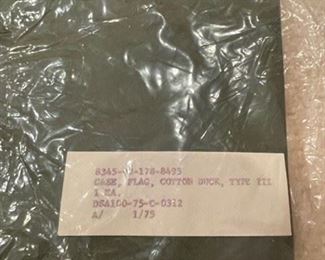 8345-00-178-8495
CASE, FLAG, COTTON DUCK, TYPE III
1 EA.
DSA100-75-C-0312
A/ 1/75